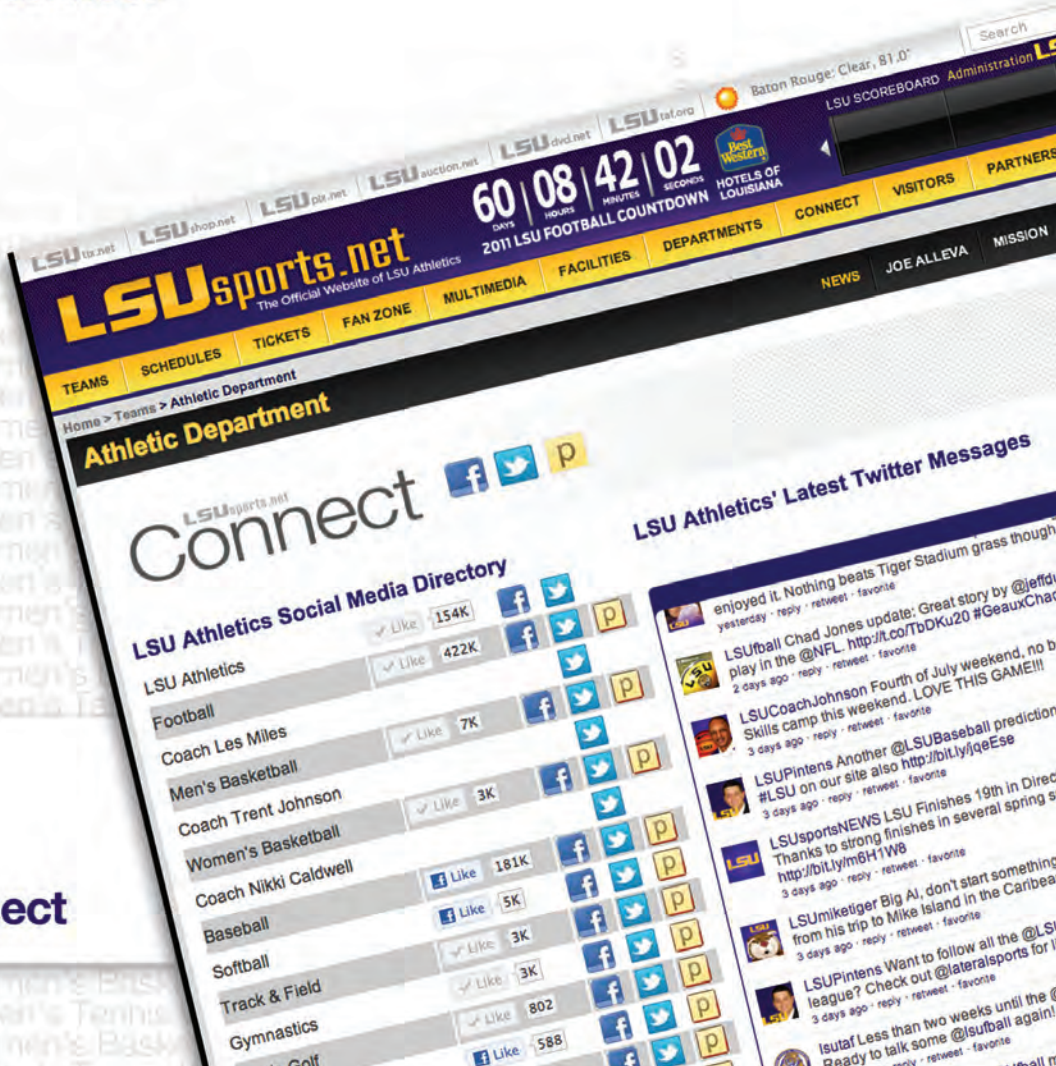 LSUtix.net LSUshop.net LSUpix.net LSUauction.net LSUdvd.net LSUtaf.org Baton Rouge: Clear, 81.0° Search
LSUsports.net
The Official Website of LSU Athletics
60 08 42 02
DAYS HOURS MINUTES SECONDS
2011 LSU FOOTBALL COUNTDOWN
Best Western
HOTELS OF
LOUISIANA
LSU SCOREBOARD Administration
TEAMS SCHEDULES TICKETS FAN ZONE MULTIMEDIA FACILITIES DEPARTMENTS CONNECT VISITORS PARTNERS
NEWS JOE ALLEVA MISSION
Home > Teams > Athletic Department
Athletic Department
LSUsports.net
Connect
LSU Athletics Social Media Directory
LSU Athletics Like 154K
Football Like 422K
Coach Les Miles
Men's Basketball Like 7K
Coach Trent Johnson
Women's Basketball Like 3K
Coach Nikki Caldwell
Baseball Like 181K
Softball Like 5K
Track & Field Like 3K
Gymnastics Like 3K
Golf Like 802
Like 588
LSU Athletics' Latest Twitter Messages
enjoyed it. Nothing beats Tiger Stadium grass though
yesterday · reply · retweet · favorite
LSUfball Chad Jones update: Great story by
play in the @NFL. http://t.co/TbDKu20
2 days ago · reply · retweet · favorite
LSUCoachJohnson Fourth of July weekend, no
Skills camp this weekend. LOVE THIS GAME!!!
3 days ago · reply · retweet · favorite
LSUPintens Another @LSUBaseball prediction
#LSU on our site also http://bit.ly/jqeEse
3 days ago · reply · retweet · favorite
LSUsportsNEWS LSU Finishes 19th in
Thanks to strong finishes in several spring
http://bit.ly/m6H1W8
3 days ago · reply · retweet · favorite
LSUmiketiger Big Al, don't start something
from his trip to Mike Island in the
3 days ago · reply · retweet · favorite
LSUPintens Want to follow all the
league? Check out @lateralsports for
3 days ago · reply · retweet · favorite
lsutaf Less than two weeks until the
Ready to talk some @lsufball again!
reply · retweet · favorite
ect